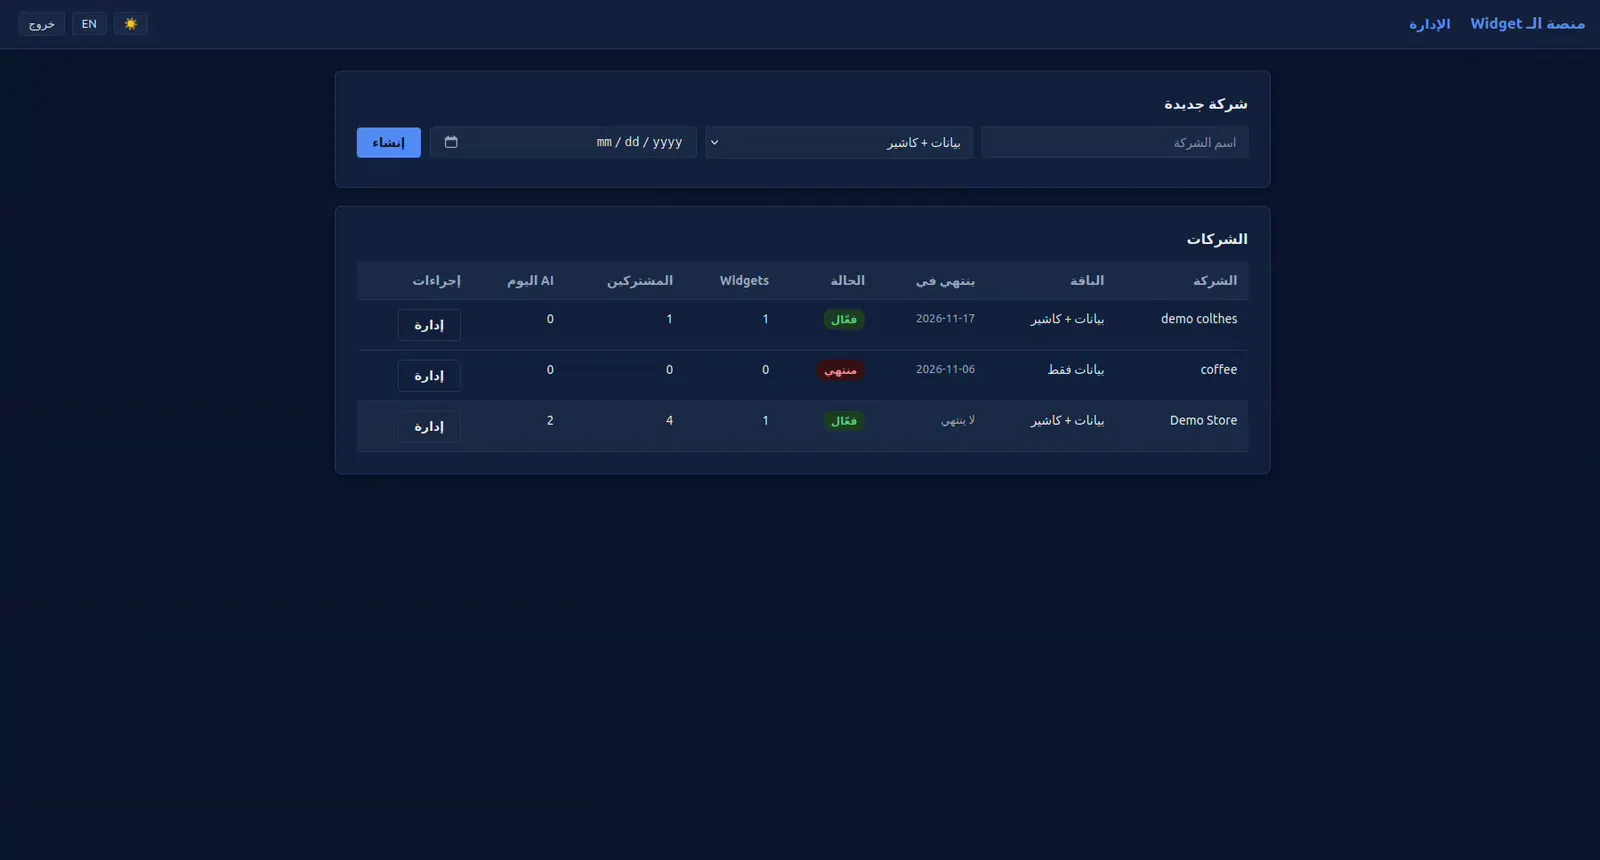 منصة الـ Widget الإدارة ☀️ EN خروج
شركة جديدة
اسم الشركة بيانات + كاشير mm / dd / yyyy إنشاء
الشركات
الشركة الباقة ينتهي في الحالة Widgets المشتركين AI اليوم إجراءات
demo colthes بيانات + كاشير 2026-11-17 فعّال 1 1 0 إدارة
coffee بيانات فقط 2026-11-06 منتهي 0 0 0 إدارة
Demo Store بيانات + كاشير لا ينتهي فعّال 1 4 2 إدارة